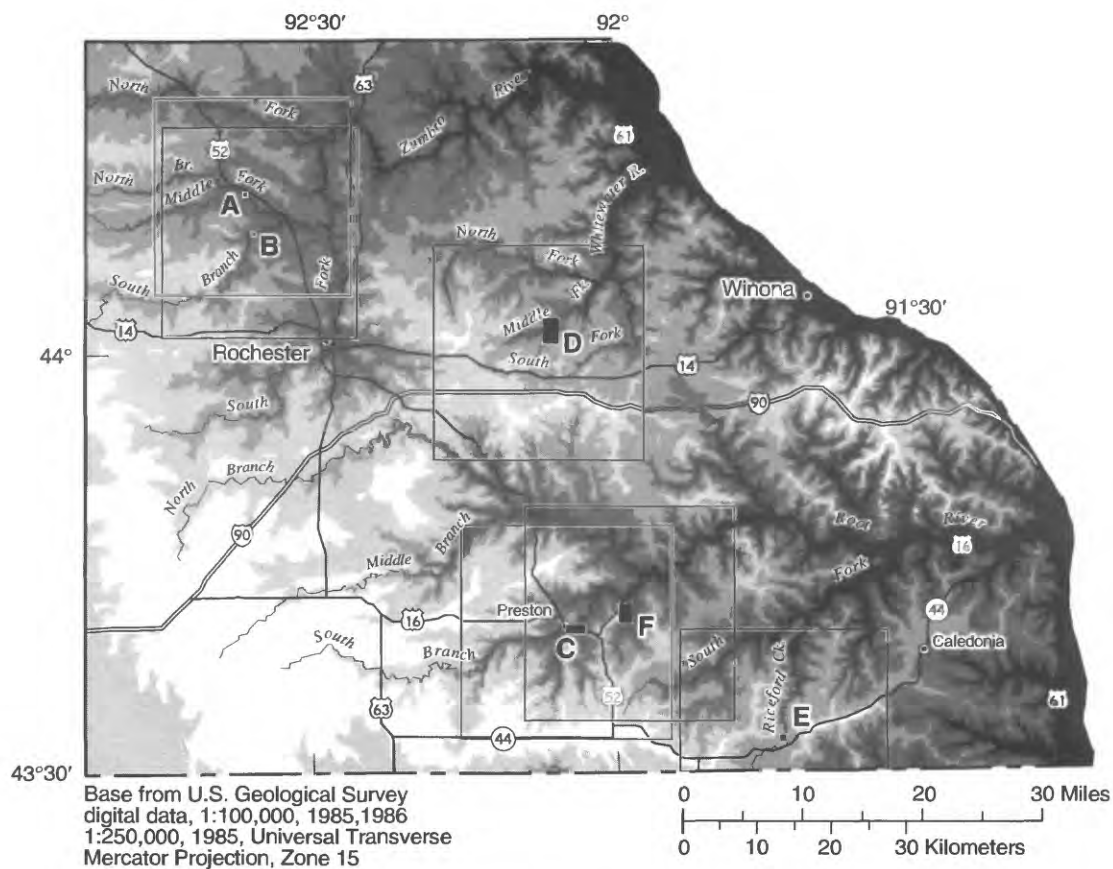 92°30′ 92°
63
North
Fork
Zumbro River
61
52
North Br.
Middle Fork
A
B
Whitewater R.
North Fork
South Branch
Fork
Middle Fk.
Winona
91°30′
14
44°
Rochester
D
South Fork
14
South
90
North Branch
90
Root River
16
Middle Branch
Fork
44
16
Preston
F
C
South
Caledonia
South Branch
Riceford Ck.
52
E
63
44
61
43°30′
Base from U.S. Geological Survey
digital data, 1:100,000, 1985,1986
1:250,000, 1985, Universal Transverse
Mercator Projection, Zone 15
0 10 20 30 Miles
0 10 20 30 Kilometers